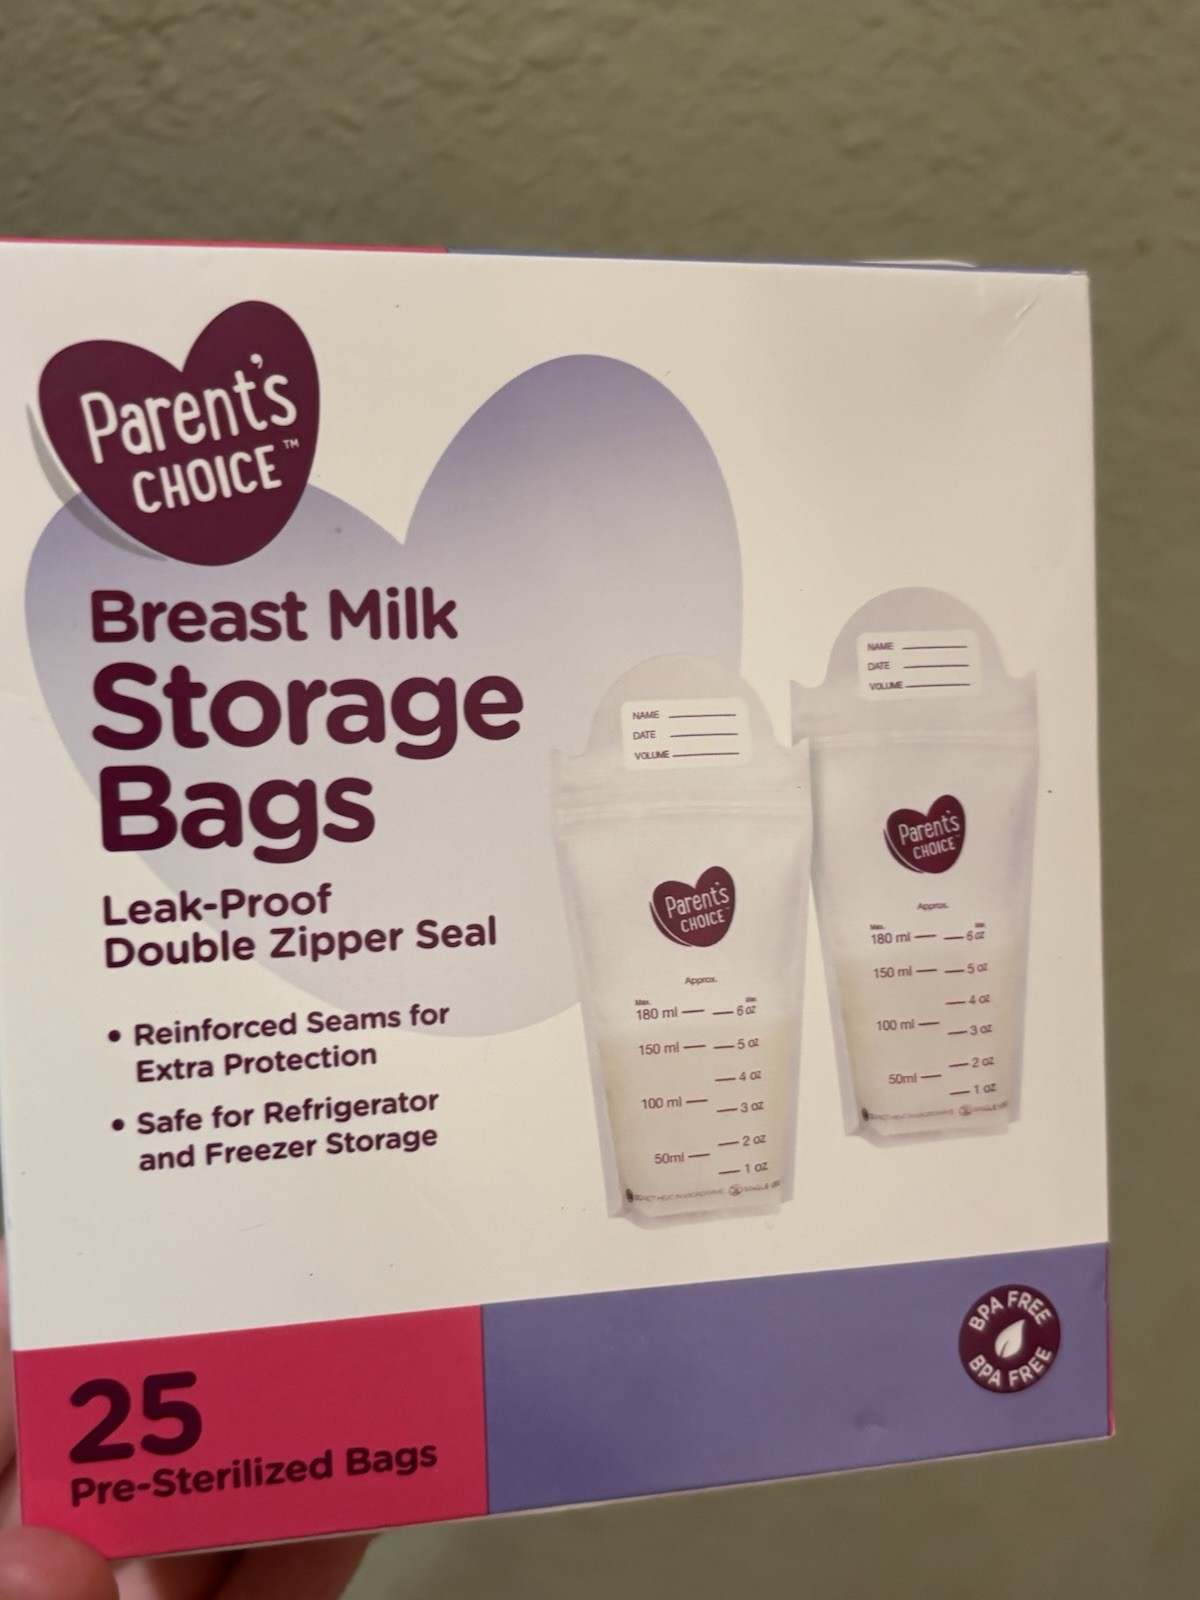 Parent's
CHOICE™
Breast Milk
Storage
Bags
Leak-Proof
Double Zipper Seal
• Reinforced Seams for
Extra Protection
• Safe for Refrigerator
and Freezer Storage
NAME
DATE
VOLUME
Parent's
CHOICE
Approx.
Max.
180 ml 6 oz
150 ml 5 oz
4 oz
100 ml 3 oz
2 oz
50ml 1 oz
SINGLE USE
NAME
DATE
VOLUME
Parent's
CHOICE
Approx.
Max.
180 ml 6 oz
150 ml 5 oz
4 oz
100 ml 3 oz
2 oz
50ml 1 oz
25
Pre-Sterilized Bags
BPA FREE
BPA FREE